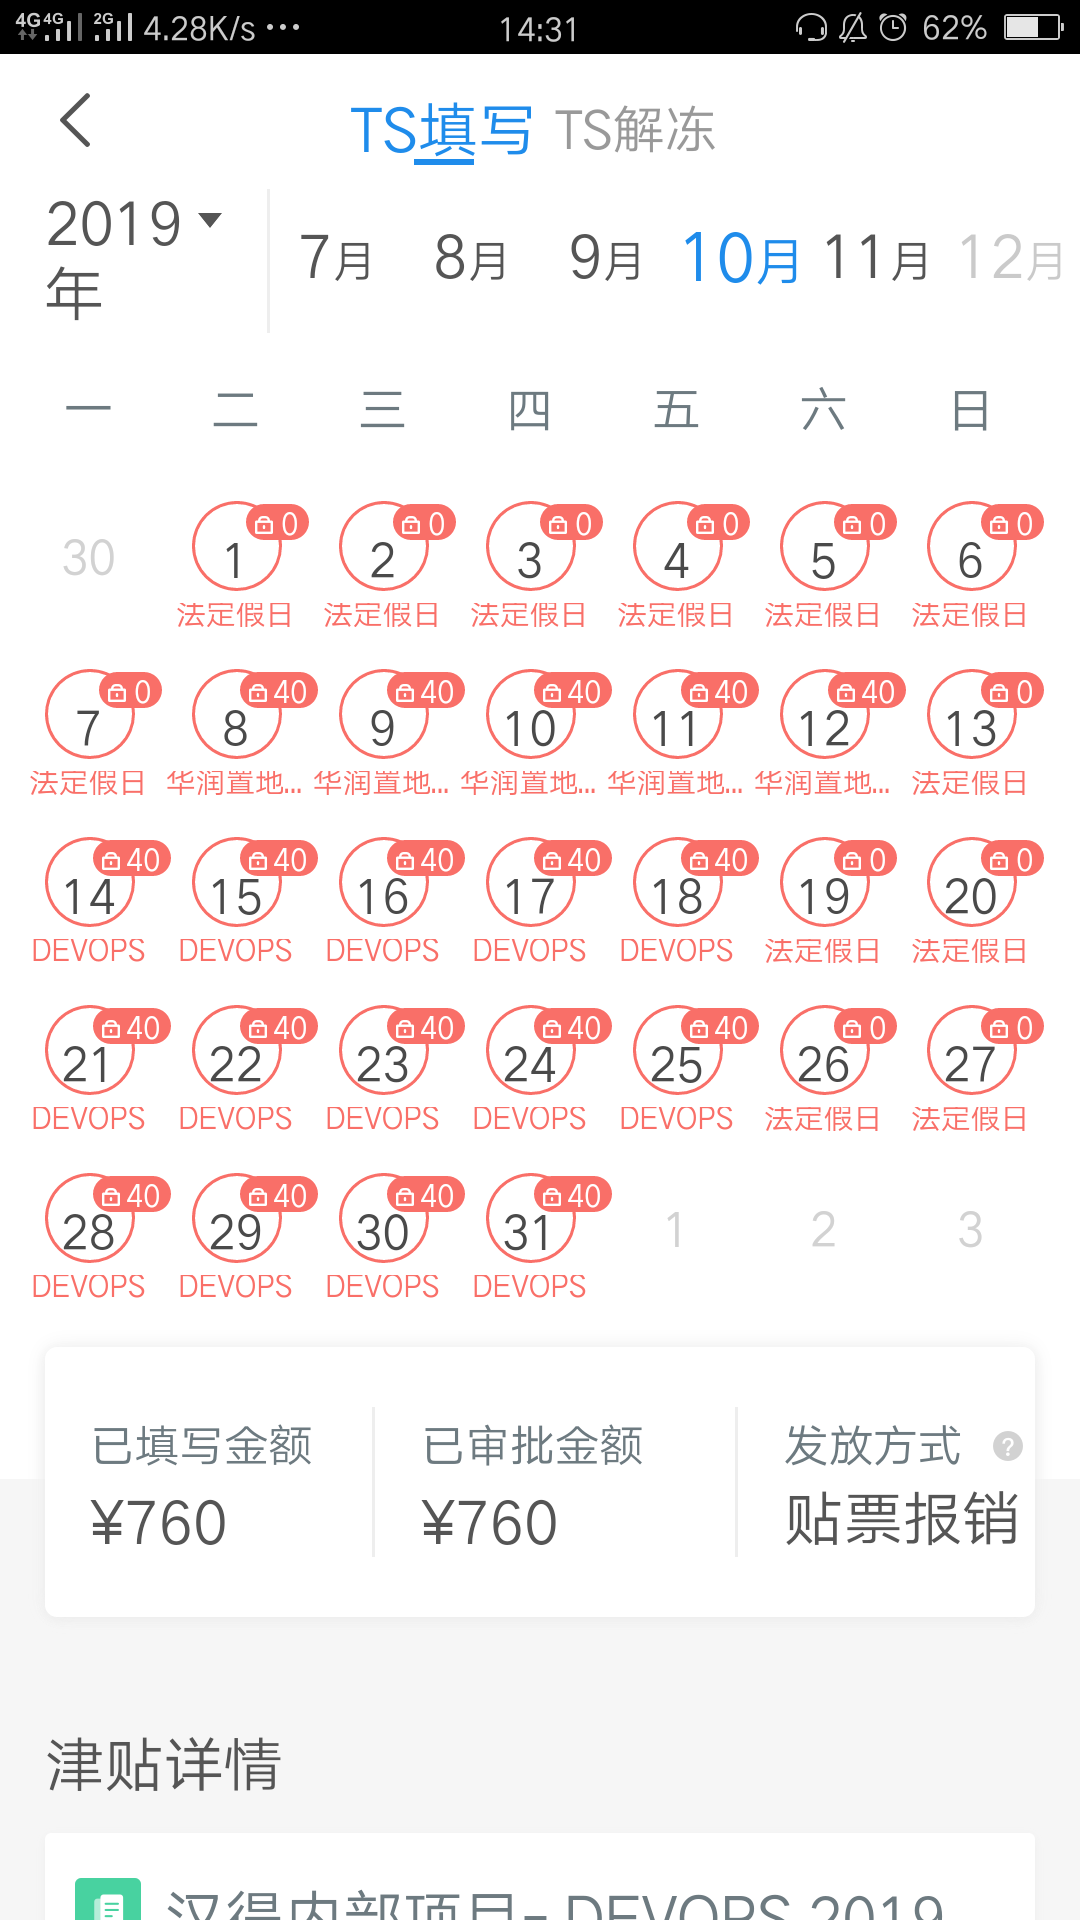 4G 4G 2G 4.28K/s ... 14:31 62%
TS填写 TS解冻
2019年 7月 8月 9月 10月 11月 12月
一 二 三 四 五 六 日
0 0 0 0 0 0
30 1 2 3 4 5 6
法定假日 法定假日 法定假日 法定假日 法定假日 法定假日
0 40 40 40 40 40 0
7 8 9 10 11 12 13
法定假日 华润置地... 华润置地... 华润置地... 华润置地... 华润置地... 法定假日
40 40 40 40 40 0 0
14 15 16 17 18 19 20
DEVOPS DEVOPS DEVOPS DEVOPS DEVOPS 法定假日 法定假日
40 40 40 40 40 0 0
21 22 23 24 25 26 27
DEVOPS DEVOPS DEVOPS DEVOPS DEVOPS 法定假日 法定假日
40 40 40 40
28 29 30 31 1 2 3
DEVOPS DEVOPS DEVOPS DEVOPS
已填写金额 已审批金额 发放方式 ?
¥760 ¥760 贴票报销
津贴详情
汉得内部项目- DEVOPS 2019